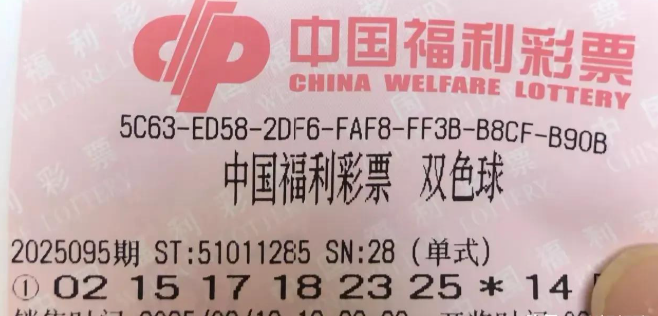 中国福利彩票
CHINA WELFARE LOTTERY
5C63-ED58-2DF6-FAF8-FF3B-B8CF-B90B
中国福利彩票 双色球
2025095期 ST:51011285 SN:28 (单式)
① 02 15 17 18 23 25 * 14